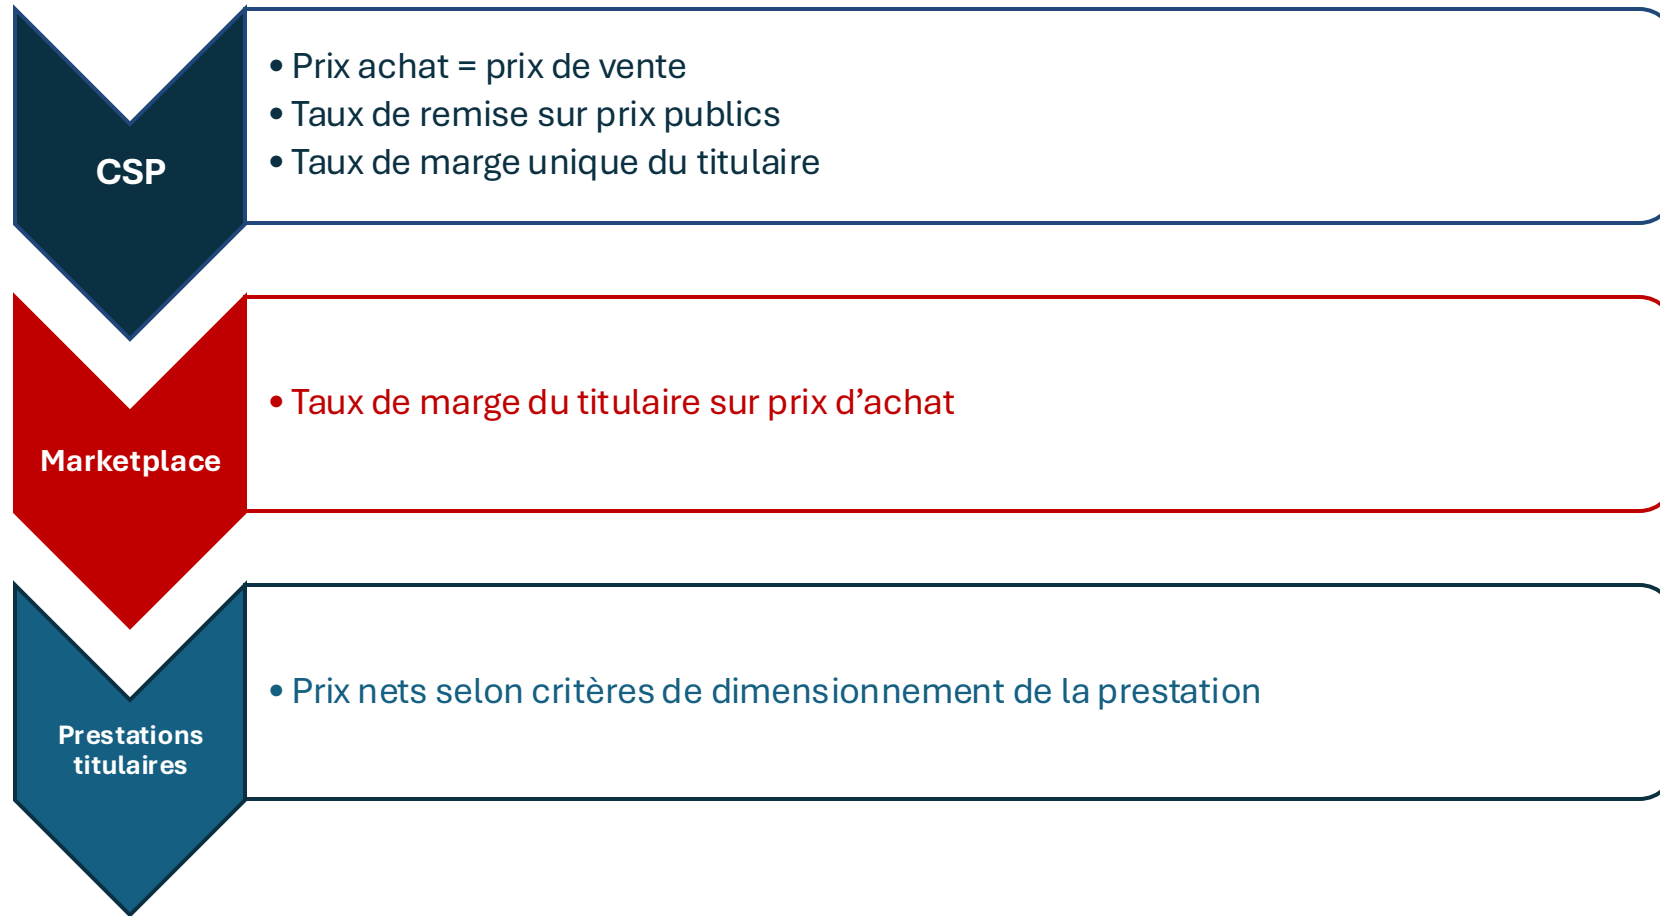 CSP
• Prix achat = prix de vente
• Taux de remise sur prix publics
• Taux de marge unique du titulaire
Marketplace
• Taux de marge du titulaire sur prix d’achat
Prestations
titulaires
• Prix nets selon critères de dimensionnement de la prestation